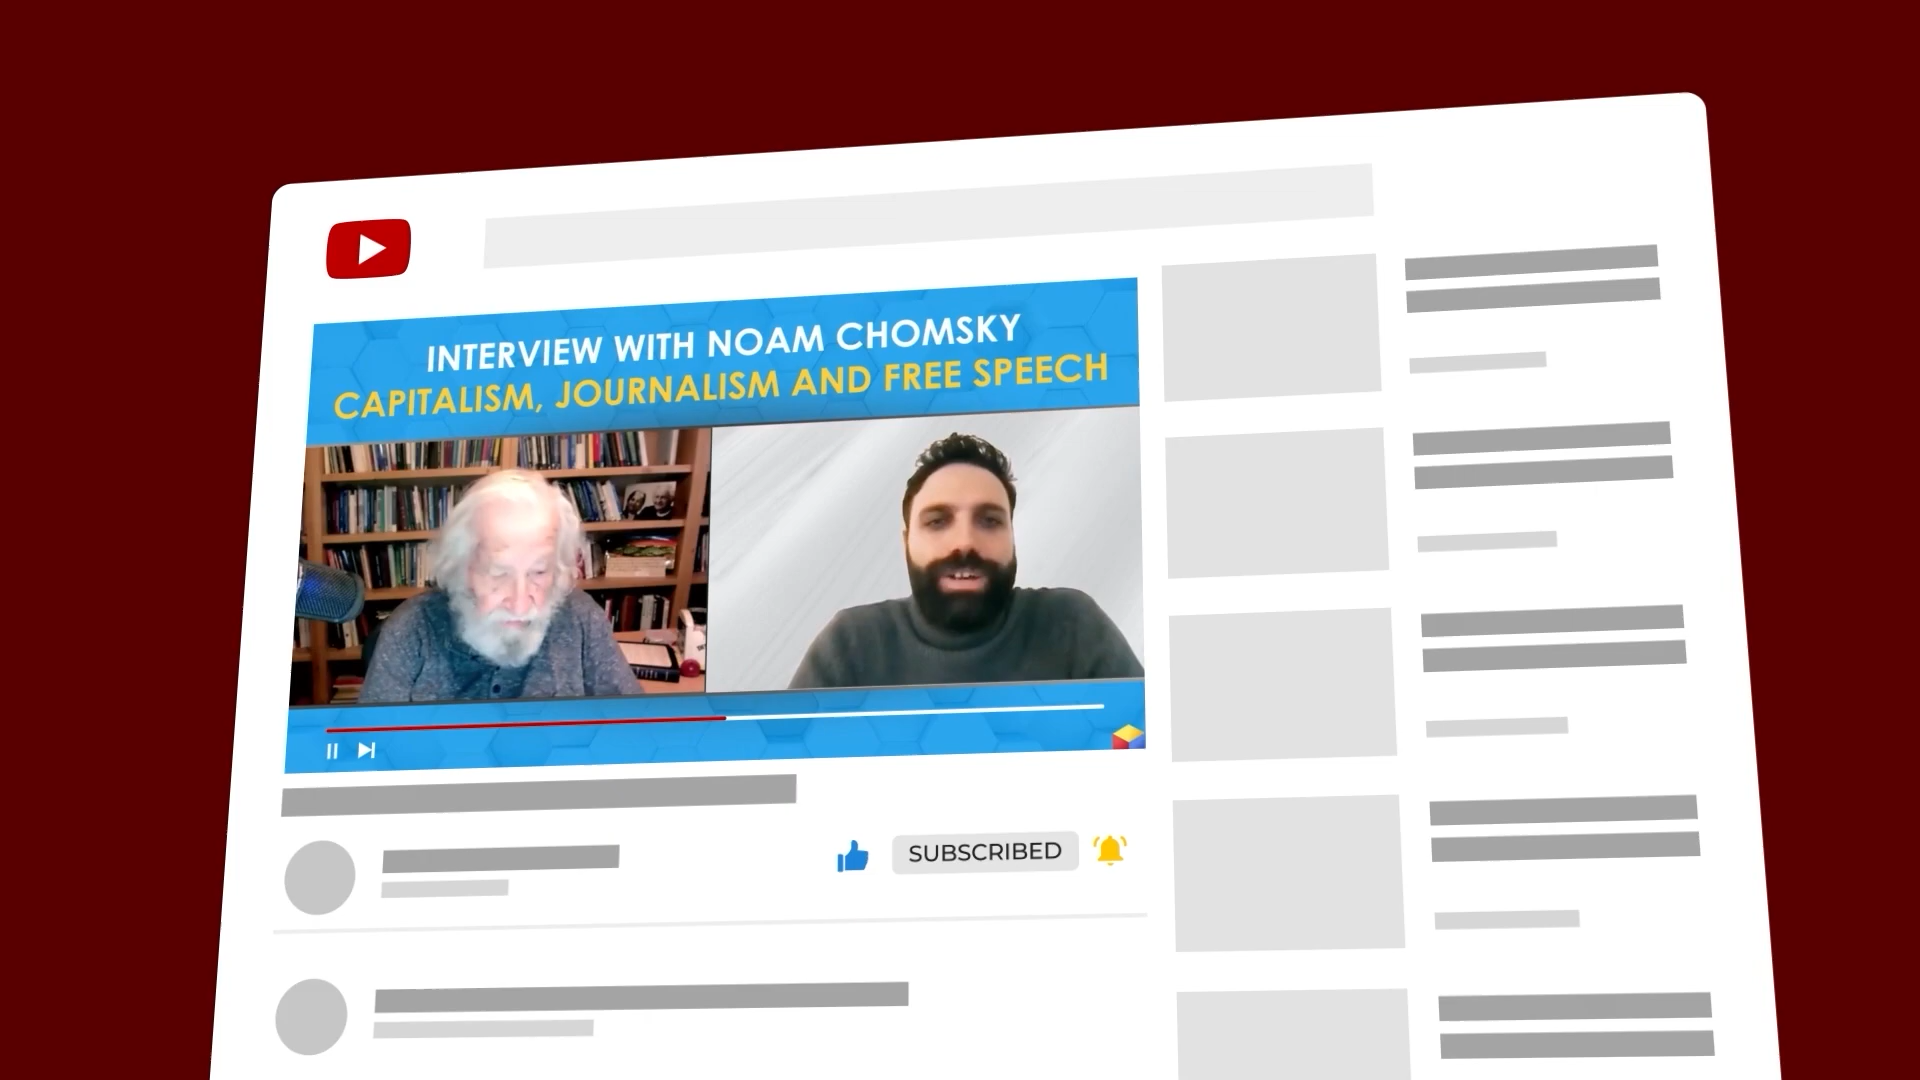 INTERVIEW WITH NOAM CHOMSKY
CAPITALISM, JOURNALISM AND FREE SPEECH
SUBSCRIBED